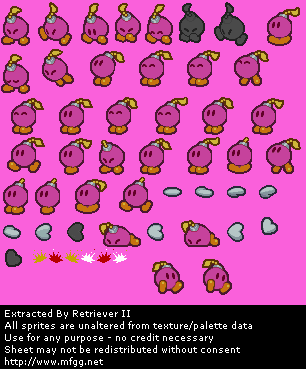 Extracted By Retriever II
All sprites are unaltered from texture/palette data
Use for any purpose - no credit necessary
Sheet may not be redistributed without consent
http://www.mfgg.net